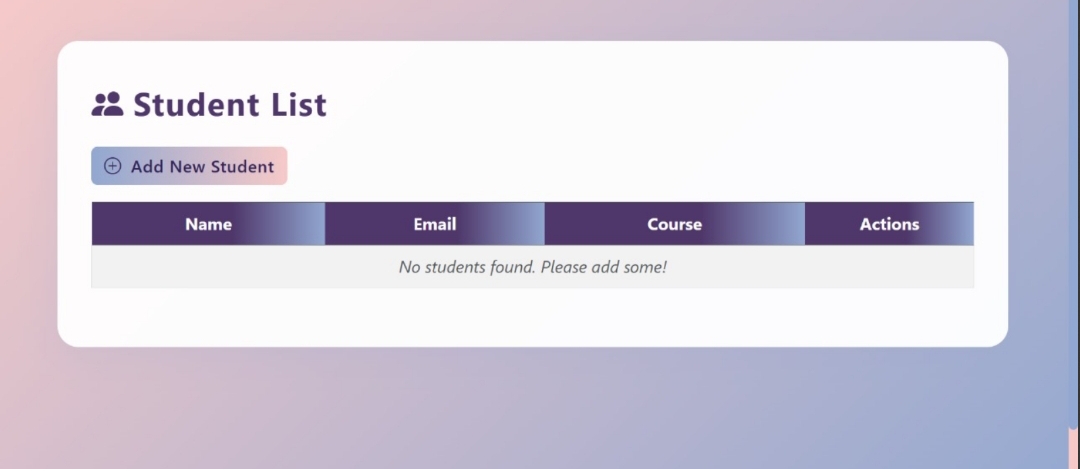 Student List
Add New Student
Name Email Course Actions
No students found. Please add some!